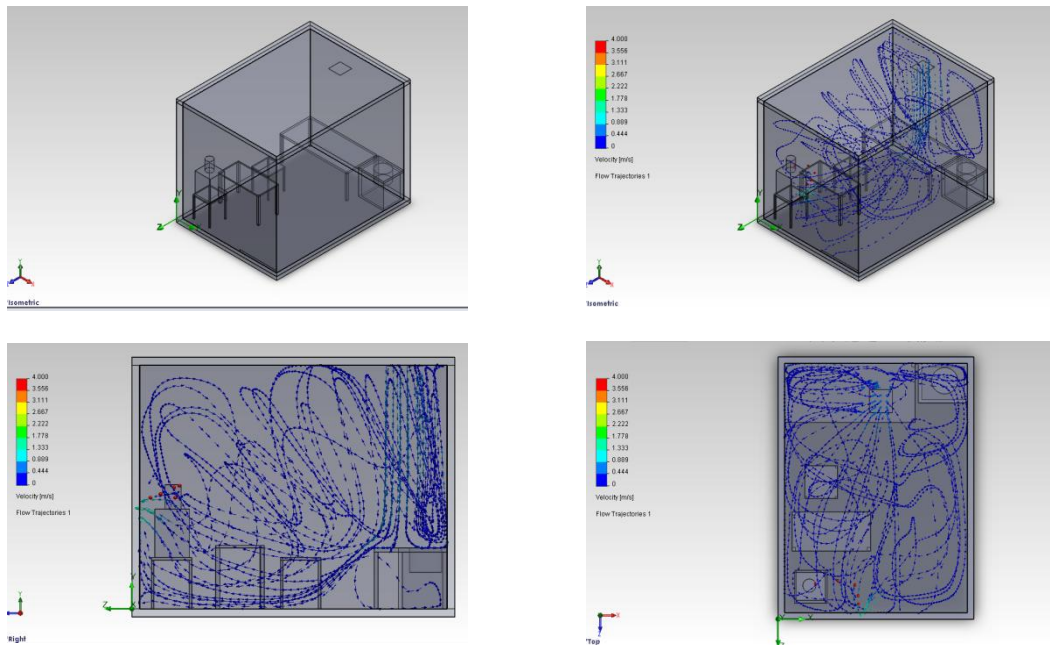 Y
Z
Y
X
*Isometric
4.000
3.556
3.111
2.667
2.222
1.778
1.333
0.889
0.444
0
Velocity [m/s]
Flow Trajectories 1
Y
Z
Y
X
*Isometric
4.000
3.556
3.111
2.667
2.222
1.778
1.333
0.889
0.444
0
Velocity [m/s]
Flow Trajectories 1
Y
Z
Y
*Right
4.000
3.556
3.111
2.667
2.222
1.778
1.333
0.889
0.444
0
Velocity [m/s]
Flow Trajectories 1
X
X
Z
*Top